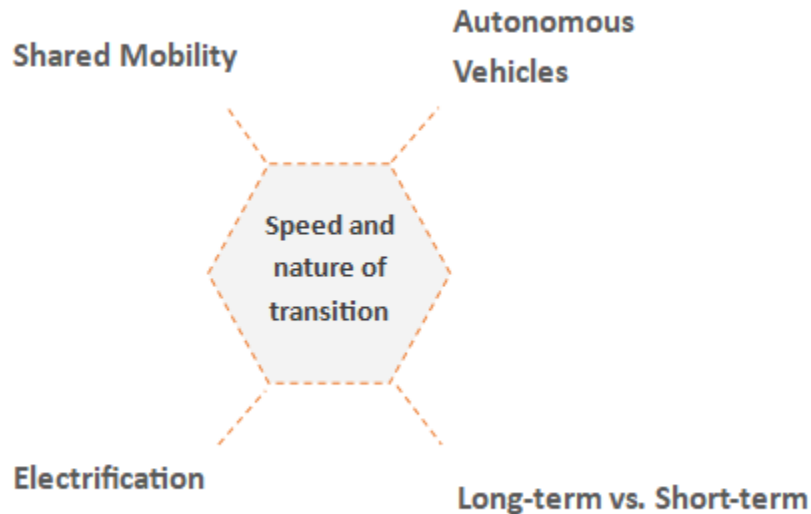 Shared Mobility
Autonomous
Vehicles
Speed and
nature of
transition
Electrification
Long-term vs. Short-term